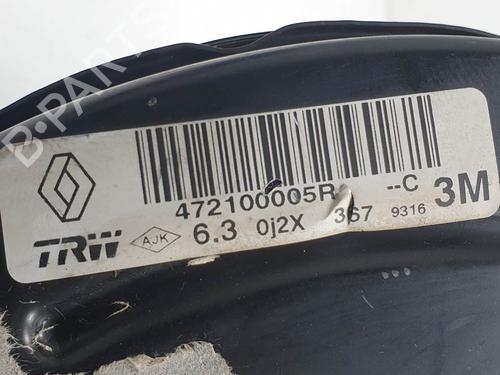 B-PARTS
472100005R --C 3M
TRW AJK 6.3 0j2X 367 9316